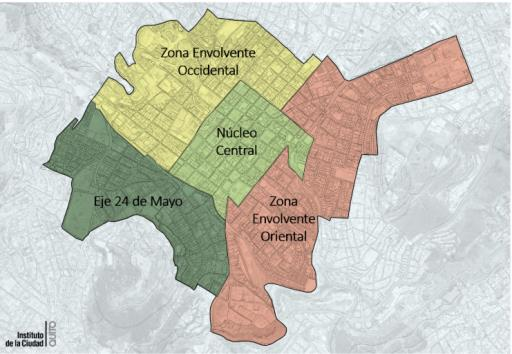 Zona Envolvente
Occidental
Núcleo
Central
Eje 24 de Mayo
Zona
Envolvente
Oriental
Instituto
de la Ciudad
QUITO